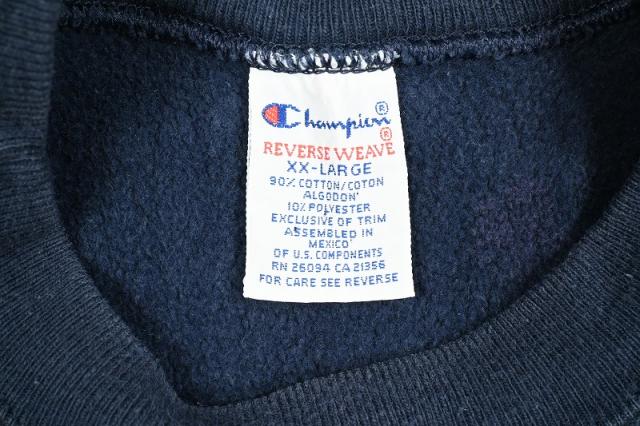 Champion®
REVERSE WEAVE®
XX-LARGE
90% COTTON/COTON
ALGODON'
10% POLYESTER
EXCLUSIVE OF TRIM
ASSEMBLED IN
MEXICO'
OF U.S. COMPONENTS
RN 26094 CA 21356
FOR CARE SEE REVERSE